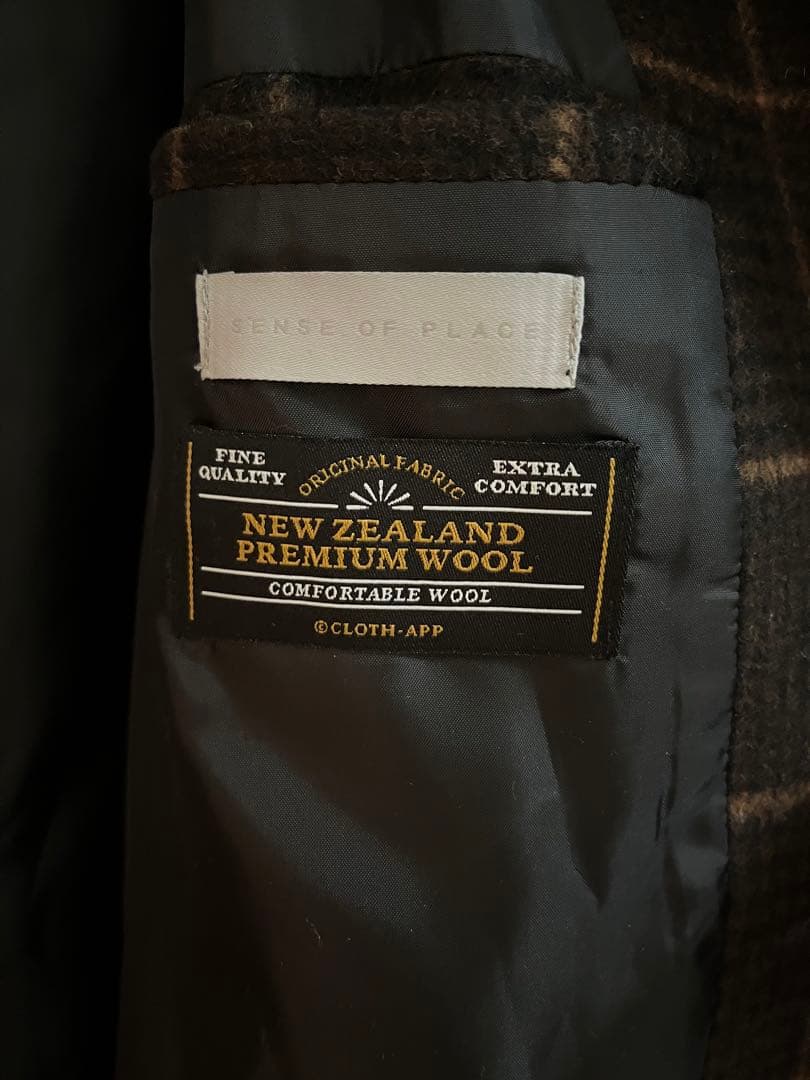 SENSE OF PLACE
FINE
QUALITY
ORIGINAL FABRIC
EXTRA
COMFORT
NEW ZEALAND
PREMIUM WOOL
COMFORTABLE WOOL
©CLOTH-APP